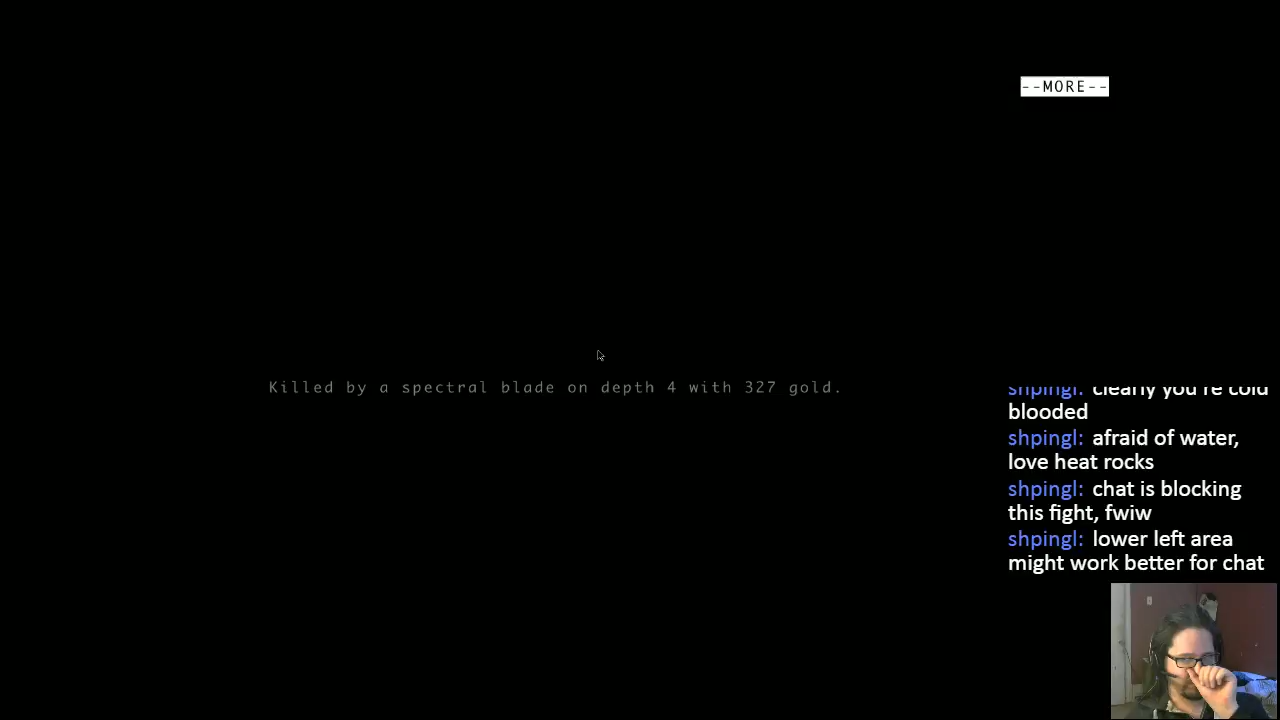 --MORE--
Killed by a spectral blade on depth 4 with 327 gold.
shpingl: clearly you're cold
blooded
shpingl: afraid of water,
love heat rocks
shpingl: chat is blocking
this fight, fwiw
shpingl: lower left area
might work better for chat